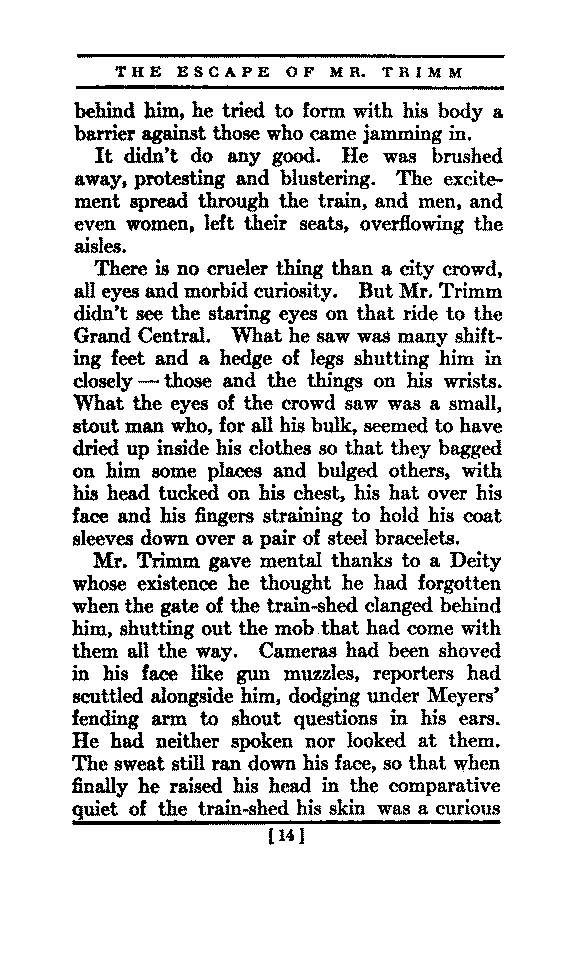 THE ESCAPE OF MR. TRIMM
behind him, he tried to form with his body a
barrier against those who came jamming in.
It didn't do any good. He was brushed
away, protesting and blustering. The excite-
ment spread through the train, and men, and
even women, left their seats, overflowing the
aisles.
There is no crueler thing than a city crowd,
all eyes and morbid curiosity. But Mr. Trimm
didn't see the staring eyes on that ride to the
Grand Central. What he saw was many shift-
ing feet and a hedge of legs shutting him in
closely — those and the things on his wrists.
What the eyes of the crowd saw was a small,
stout man who, for all his bulk, seemed to have
dried up inside his clothes so that they bagged
on him some places and bulged others, with
his head tucked on his chest, his hat over his
face and his fingers straining to hold his coat
sleeves down over a pair of steel bracelets.
Mr. Trimm gave mental thanks to a Deity
whose existence he thought he had forgotten
when the gate of the train-shed clanged behind
him, shutting out the mob that had come with
them all the way. Cameras had been shoved
in his face like gun muzzles, reporters had
scuttled alongside him, dodging under Meyers'
fending arm to shout questions in his ears.
He had neither spoken nor looked at them.
The sweat still ran down his face, so that when
finally he raised his head in the comparative
quiet of the train-shed his skin was a curious
[14]